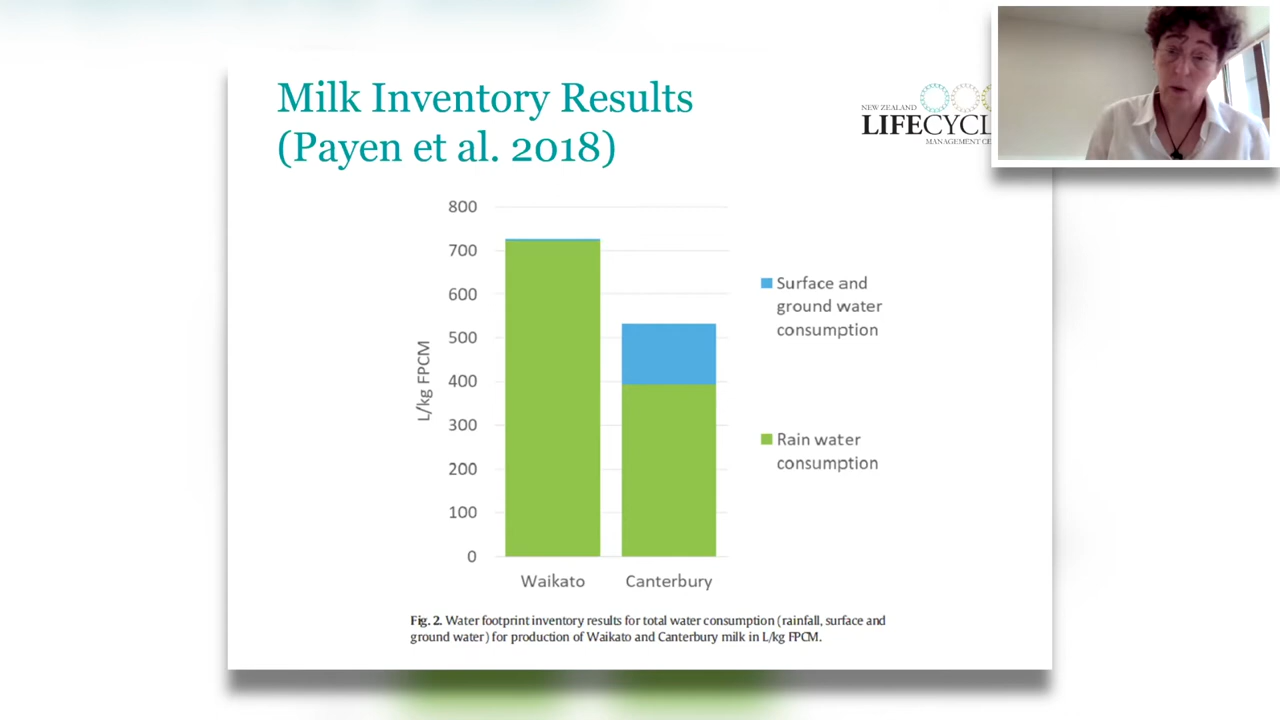 Milk Inventory Results
(Payen et al. 2018)
NEW ZEALAND
LIFECYCL
MANAGEMENT CE
800
700
600
500
400
300
200
100
0
L/kg FPCM
Waikato
Canterbury
Surface and
ground water
consumption
Rain water
consumption
Fig. 2. Water footprint inventory results for total water consumption (rainfall, surface and
ground water) for production of Waikato and Canterbury milk in L/kg FPCM.